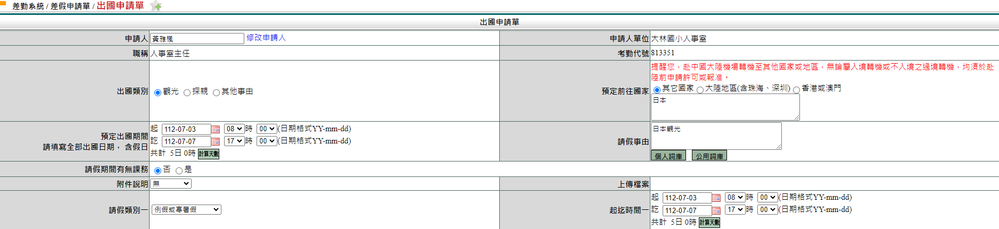 差勤系統 / 差假申請單 / 出國申請單
出國申請單
申請人 黃雅楓 修改申請人
申請人單位 大林國小人事室
職稱 人事室主任
考勤代號 813351
出國類別 觀光 探親 其他事由
預定前往國家
提醒您，赴中國大陸機場轉機至其他國家或地區，無論屬入境轉機或不入境之過境轉機，均須於赴
陸前申請許可或報准。
其它國家 大陸地區(含珠海、深圳) 香港或澳門
日本
預定出國期間
請填寫全部出國日期，含假日
起 112-07-03 08 時 00 (日期格式YY-mm-dd)
訖 112-07-07 17 時 00 (日期格式YY-mm-dd)
共計 5日 0時 計算天數
請假事由
日本觀光
個人詞庫 公用詞庫
請假期間有無課務 否 是
附件說明 無
上傳檔案
請假類別一 例假或寒署假
起迄時間一
起 112-07-03 08 時 00 (日期格式YY-mm-dd)
訖 112-07-07 17 時 00 (日期格式YY-mm-dd)
共計 5日 0時 計算天數